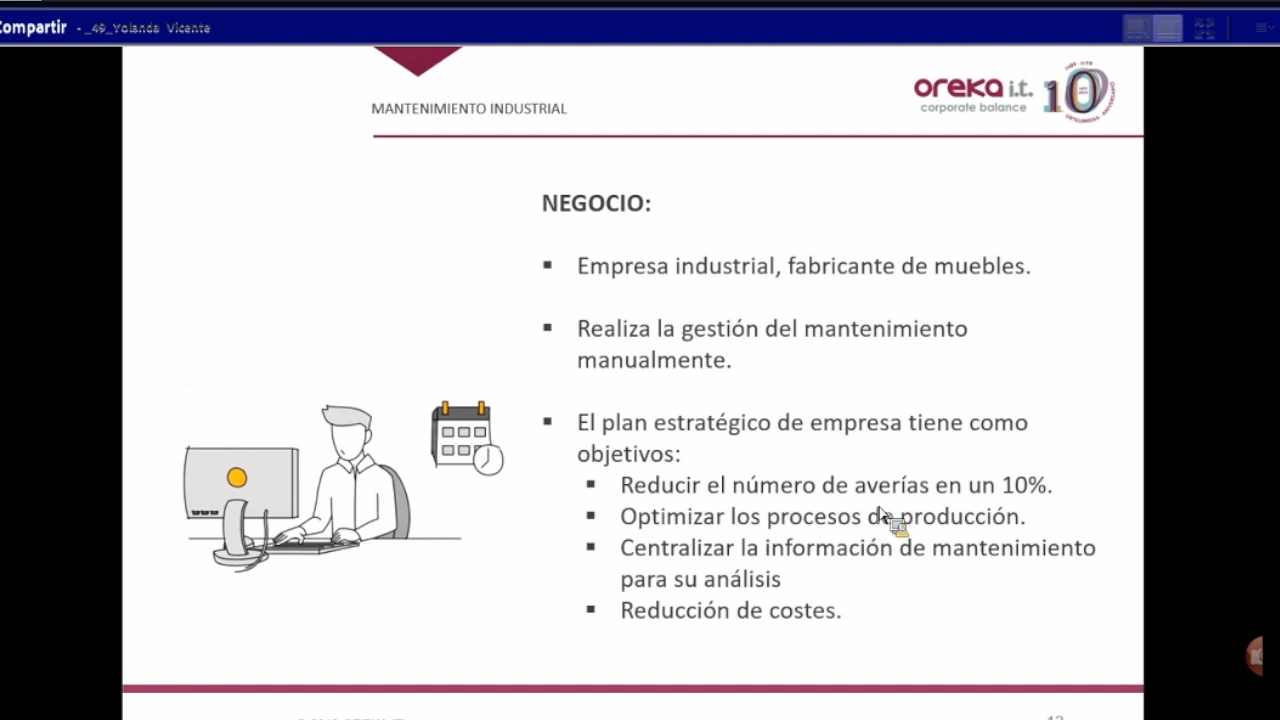 Compartir - _49_Yolanda Vicente
oreka i.t.
corporate balance
10
MANTENIMIENTO INDUSTRIAL
NEGOCIO:
▪ Empresa industrial, fabricante de muebles.
▪ Realiza la gestión del mantenimiento
manualmente.
▪ El plan estratégico de empresa tiene como
objetivos:
▪ Reducir el número de averías en un 10%.
▪ Optimizar los procesos de producción.
▪ Centralizar la información de mantenimiento
para su análisis
▪ Reducción de costes.